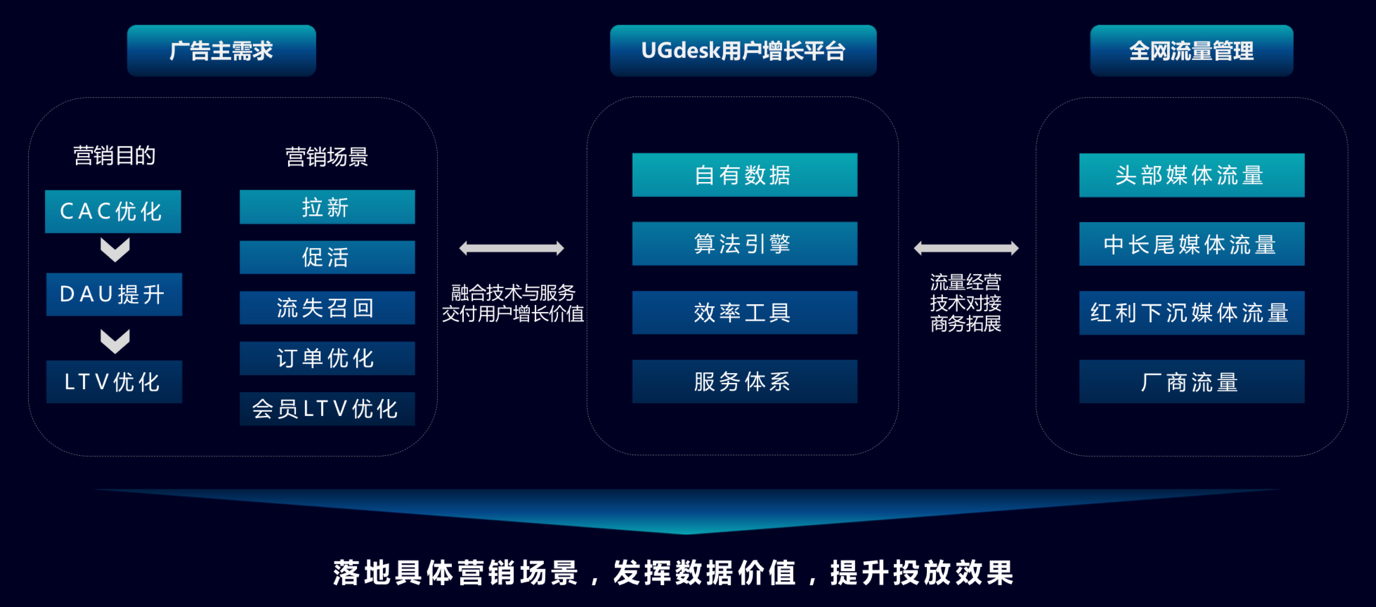 广告主需求
营销目的
CAC优化
DAU提升
LTV优化
营销场景
拉新
促活
流失召回
订单优化
会员LTV优化
融合技术与服务
交付用户增长价值
UGdesk用户增长平台
自有数据
算法引擎
效率工具
服务体系
流量经营
技术对接
商务拓展
全网流量管理
头部媒体流量
中长尾媒体流量
红利下沉媒体流量
厂商流量
落地具体营销场景，发挥数据价值，提升投放效果